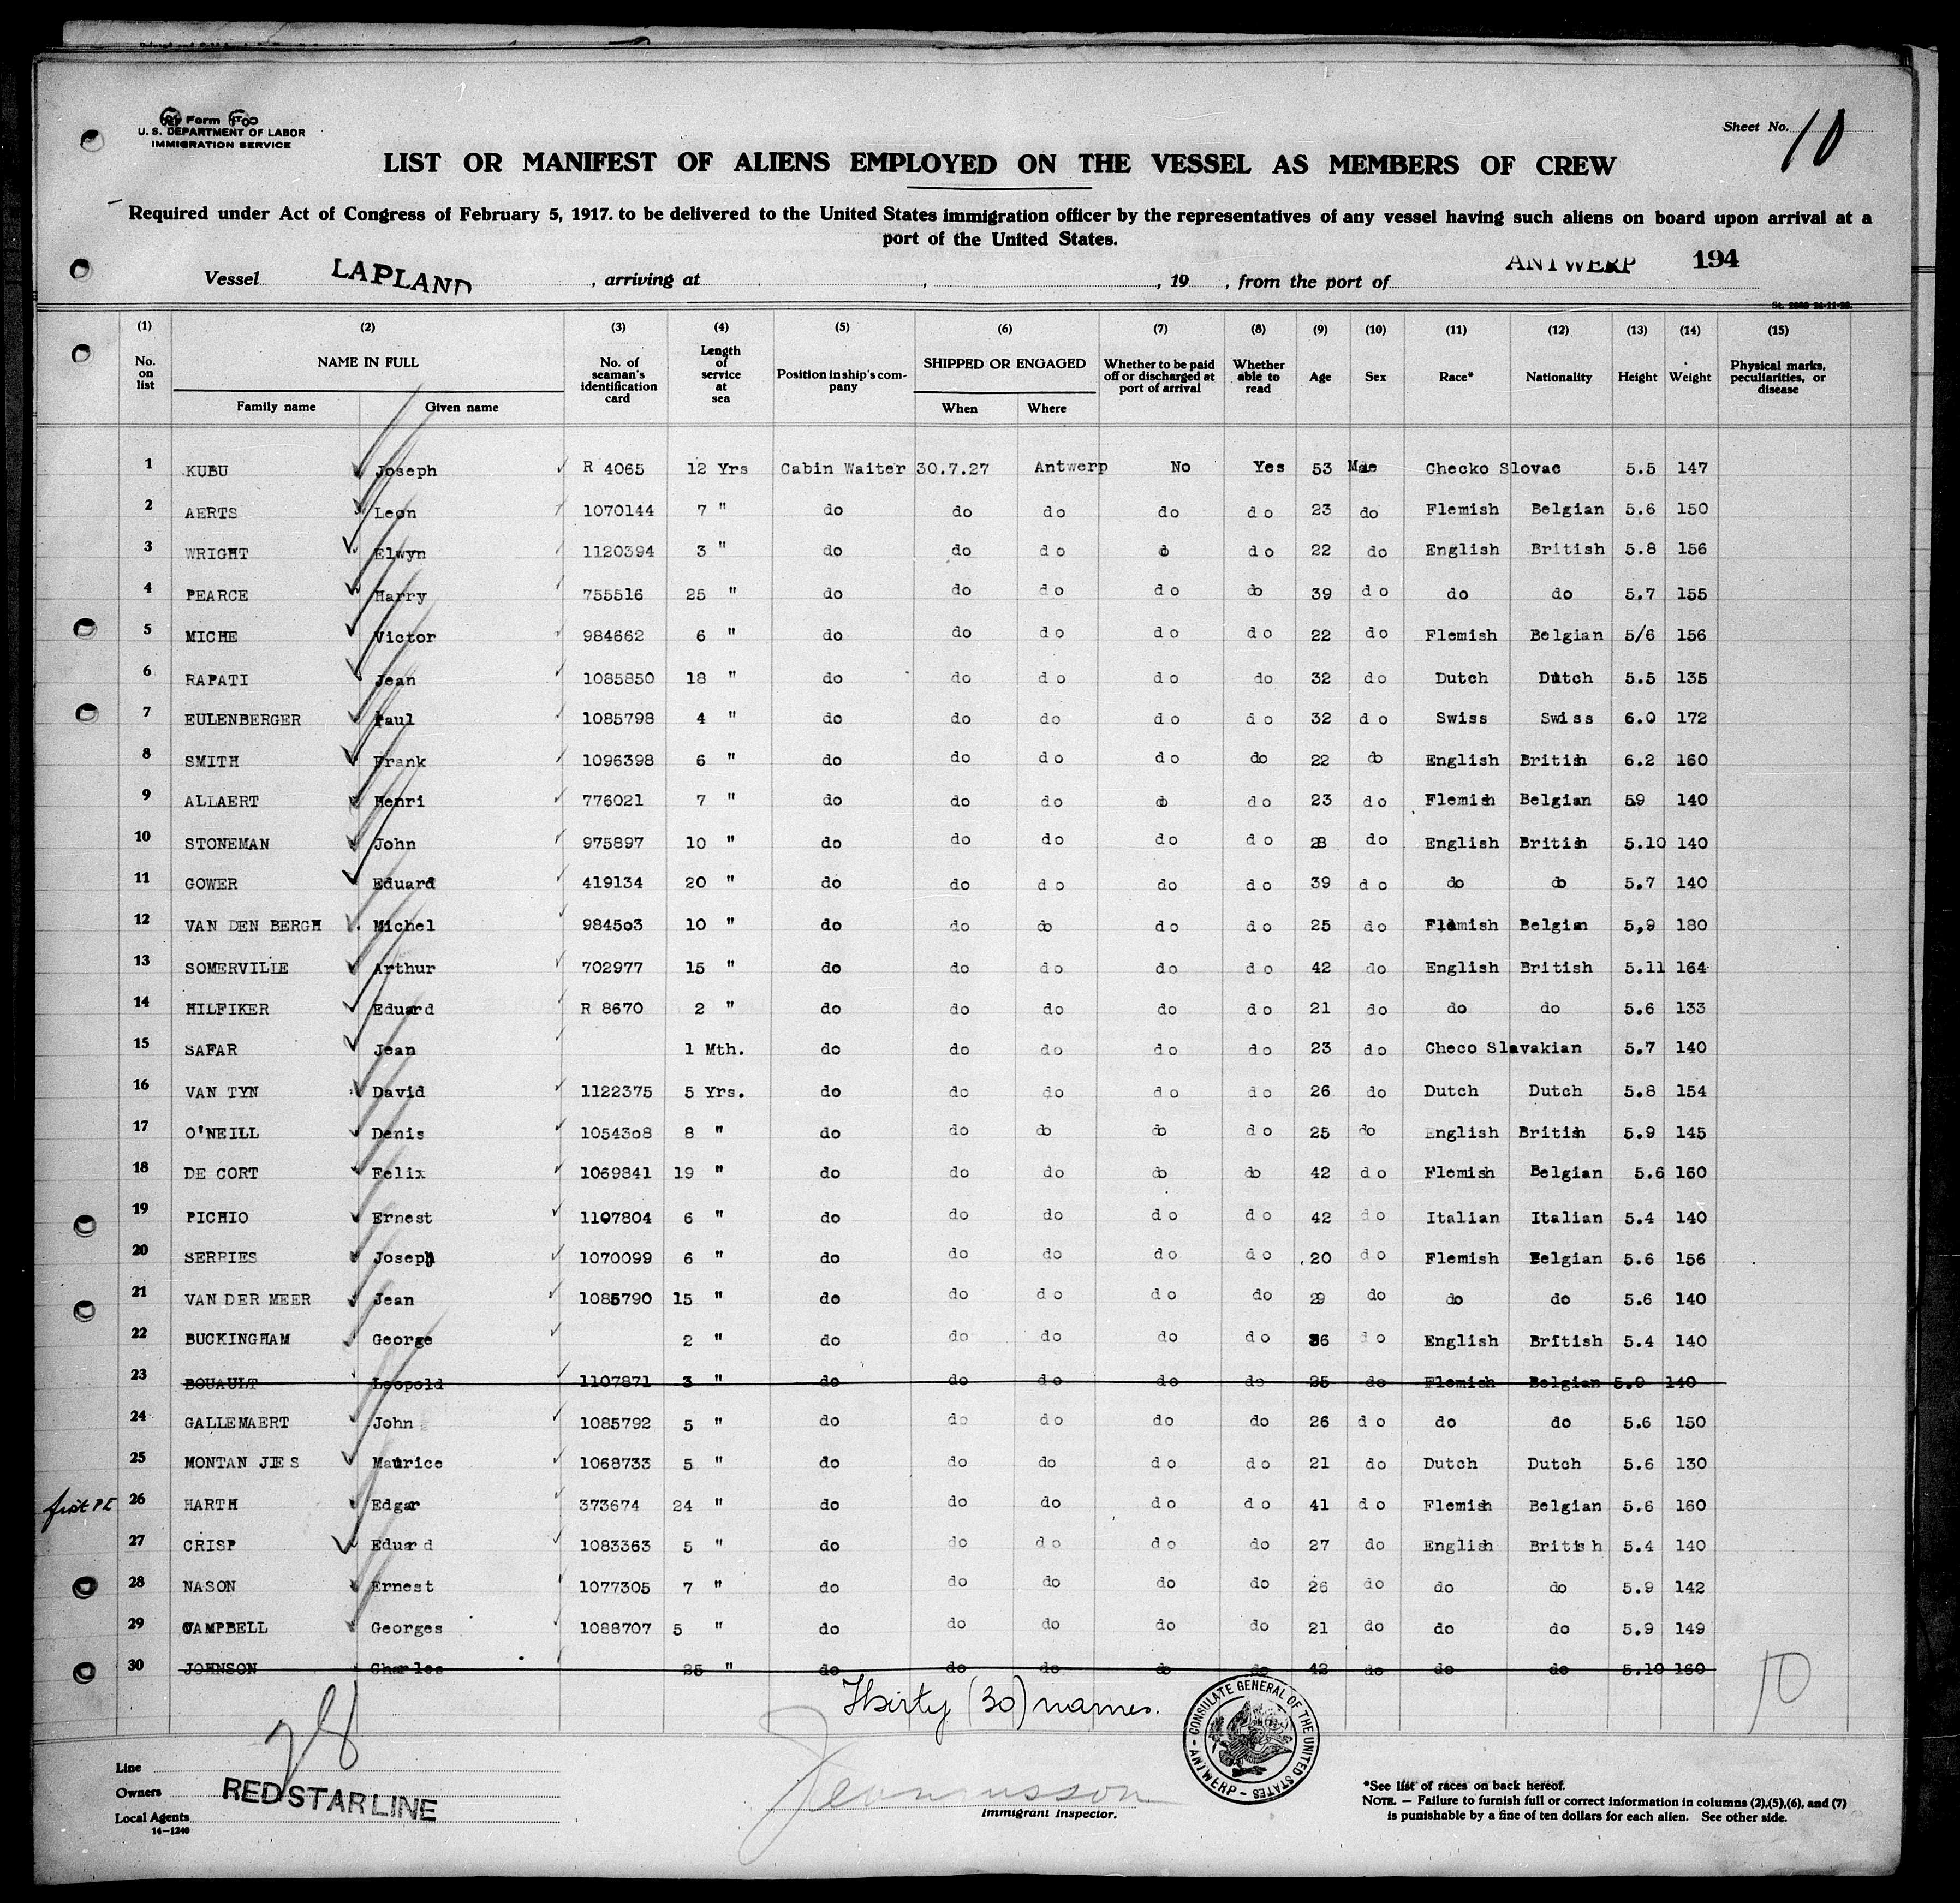 Form
U. S. DEPARTMENT OF LABOR
IMMIGRATION SERVICE
Sheet No. 10
LIST OR MANIFEST OF ALIENS EMPLOYED ON THE VESSEL AS MEMBERS OF CREW
Required under Act of Congress of February 5, 1917. to be delivered to the United States immigration officer by the representatives of any vessel having such aliens on board upon arrival at a
port of the United States.
Vessel LAPLAND, arriving at , , 19 , from the port of ANTWERP 194
(1) (2) (3) (4) (5) (6) (7) (8) (9) (10) (11) (12) (13) (14) (15)
No. on list NAME IN FULL Family name Given name No. of seaman's identification card Length of service at sea Position in ship's company SHIPPED OR ENGAGED When Where Whether to be paid off or discharged at port of arrival Whether able to read Age Sex Race* Nationality Height Weight Physical marks, peculiarities, or disease
1 KUBU Joseph R 4065 12 Yrs Cabin Waiter 30.7.27 Antwerp No Yes 53 Checko Slovac 5.5 147
2 AERTS Leon 1070144 7 " do do do do do 23 do Flemish Belgian 5.6 150
3 WRIGHT Elwyn 1120394 3 " do do do do do 22 do English British 5.8 156
4 PEARCE Harry 755516 25 " do do do do do 39 do do do 5.7 155
5 MICHE Victor 984662 6 " do do do do do 22 do Flemish Belgian 5/6 156
6 RAPATI Jean 1085850 18 " do do do do do 32 do Dutch Dutch 5.5 135
7 EULENBERGER Paul 1085798 4 " do do do do do 32 do Swiss Swiss 6.0 172
8 SMITH Frank 1096398 6 " do do do do do 22 do English British 6.2 160
9 ALLAERT Henri 776021 7 " do do do do do 23 do Flemish Belgian 59 140
10 STONEMAN John 975897 10 " do do do do do 28 do English British 5.10 140
11 GOWER Eduard 419134 20 " do do do do do 39 do do do 5.7 140
12 VAN DEN BERGH Michel 984503 10 " do do do do do 25 do Flemish Belgian 5,9 180
13 SOMERVILLE Arthur 702977 15 " do do do do do 42 do English British 5.11 164
14 HILFIKER Eduard R 8670 2 " do do do do do 21 do do do 5.6 133
15 SAFAR Jean 1 Mth. do do do do do 23 do Checo Slavakian 5.7 140
16 VAN TYN David 1122375 5 Yrs. do do do do do 26 do Dutch Dutch 5.8 154
17 O'NEILL Denis 1054308 8 " do do do do do 25 do English British 5.9 145
18 DE CORT Felix 1069841 19 " do do do do do 42 do Flemish Belgian 5.6 160
19 PICHIO Ernest 1107804 6 " do do do do do 42 do Italian Italian 5.4 140
20 SERRIES Joseph 1070099 6 " do do do do do 20 do Flemish Belgian 5.6 156
21 VAN DER MEER Jean 1085790 15 " do do do do do 29 do do do 5.6 140
22 BUCKINGHAM George 2 " do do do do do 36 do English British 5.4 140
23 BOUAULT Leopold 1107871 3 " do do do do do 25 do Flemish Belgian 5.9 140
24 GALLEMAERT John 1085792 5 " do do do do do 26 do do do 5.6 150
25 MONTAN JES Maurice 1068733 5 " do do do do do 21 do Dutch Dutch 5.6 130
26 HARTH Edgar 373674 24 " do do do do do 41 do Flemish Belgian 5.6 160
27 CRISP Eduard 1083363 5 " do do do do do 27 do English British 5.4 140
28 NASON Ernest 1077305 7 " do do do do do 26 do do do 5.9 142
29 CAMPBELL Georges 1088707 5 " do do do do do 21 do do do 5.9 149
30 JOHNSON Charles 25 " do do do do do 42 do do do 5.10 160
Thirty (30) names.
10
28
CONSULATE GENERAL OF THE UNITED STATES - ANTWERP -
Line
Owners RED STAR LINE
Local Agents
14-1240
Immigrant Inspector.
*See list of races on back hereof.
NOTE. — Failure to furnish full or correct information in columns (2),(5),(6), and (7)
is punishable by a fine of ten dollars for each alien. See other side.